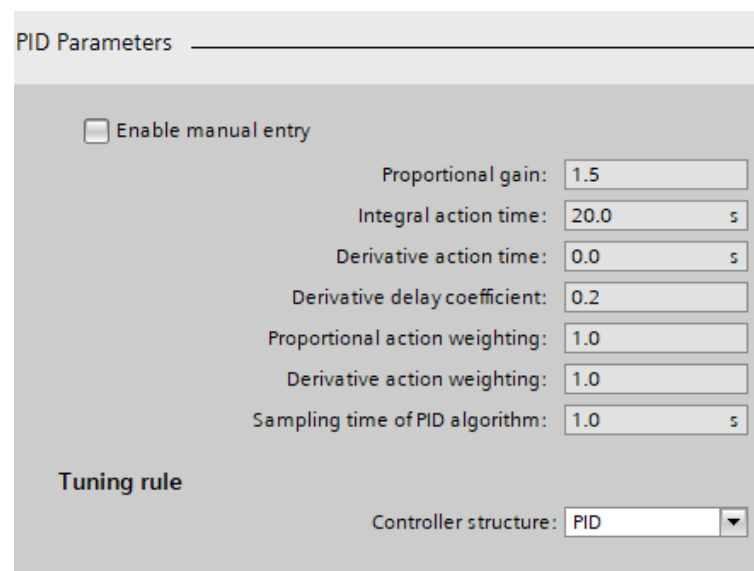 PID Parameters
Enable manual entry
Proportional gain: 1.5
Integral action time: 20.0 s
Derivative action time: 0.0 s
Derivative delay coefficient: 0.2
Proportional action weighting: 1.0
Derivative action weighting: 1.0
Sampling time of PID algorithm: 1.0 s
Tuning rule
Controller structure: PID